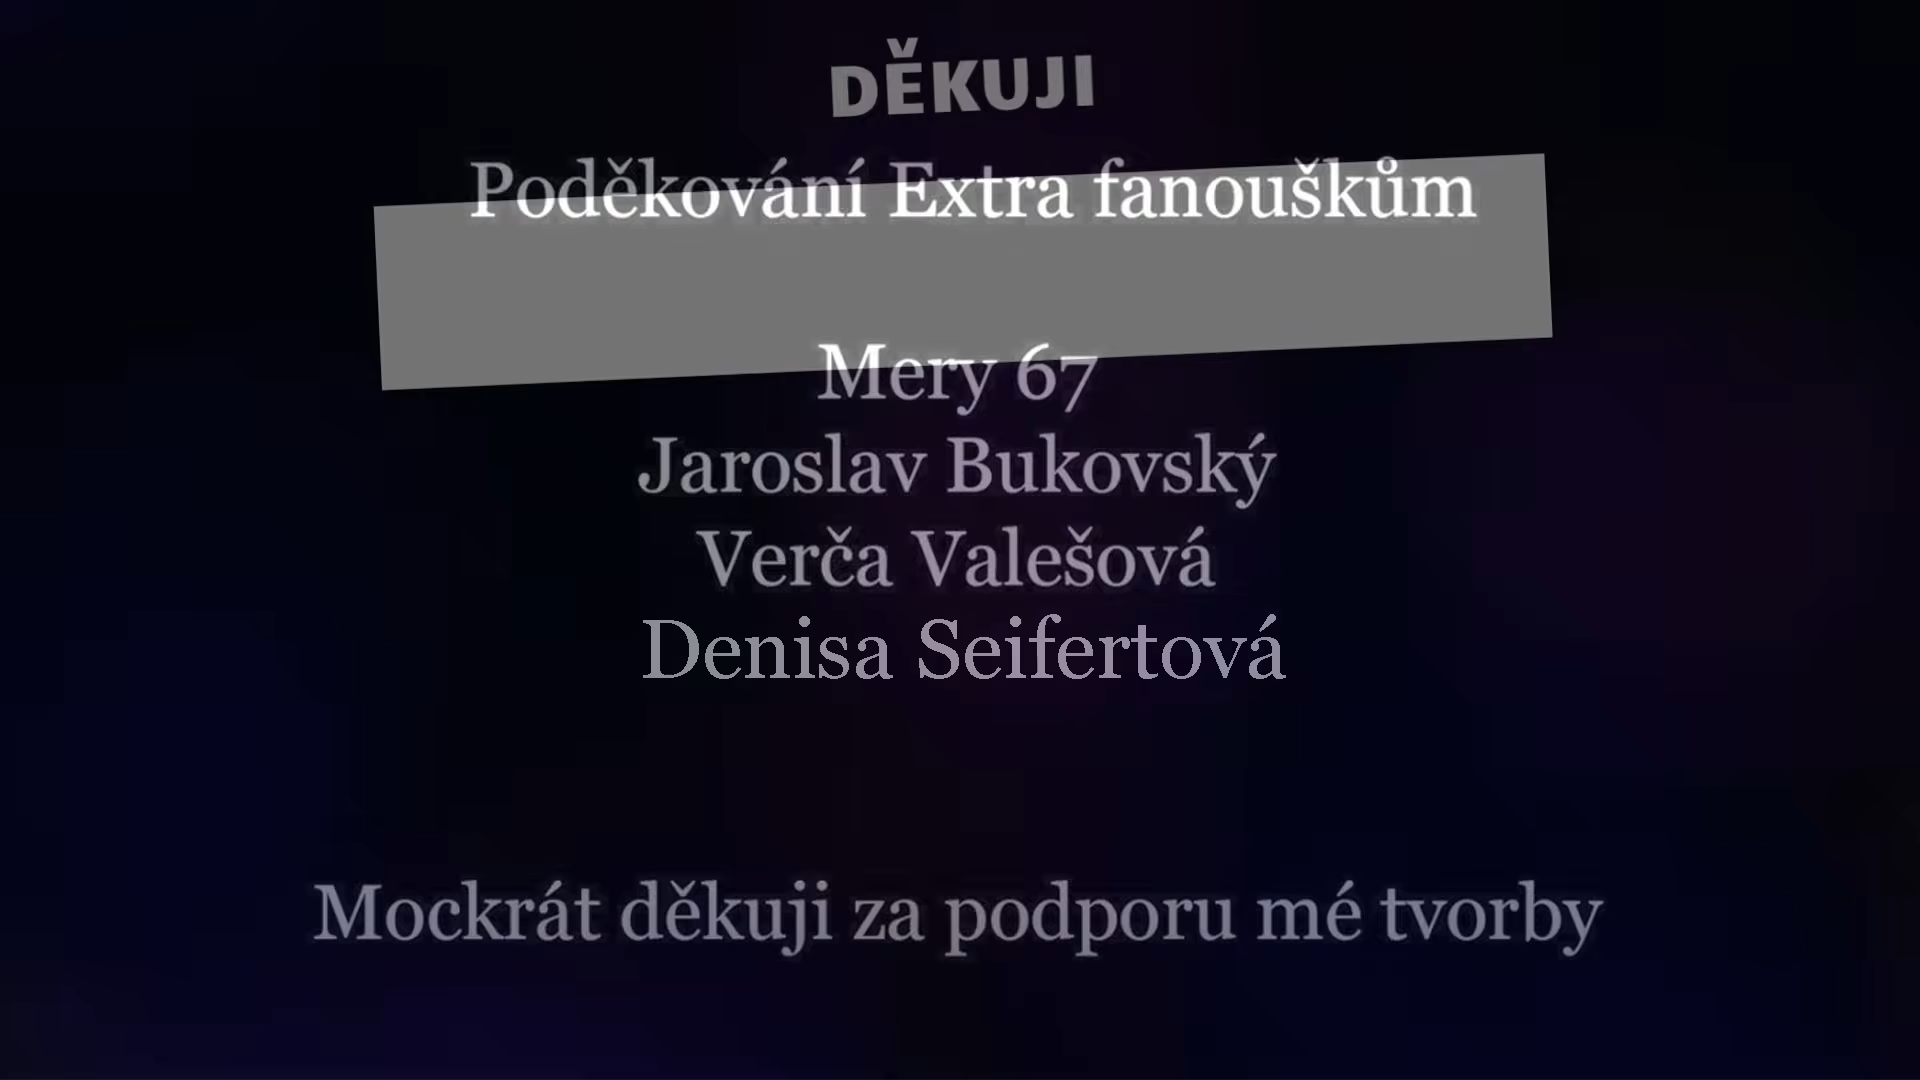 DĚKUJI
Poděkování Extra fanouškům
Mery 67
Jaroslav Bukovský
Verča Valešová
Denisa Seifertová
Mockrát děkuji za podporu mé tvorby